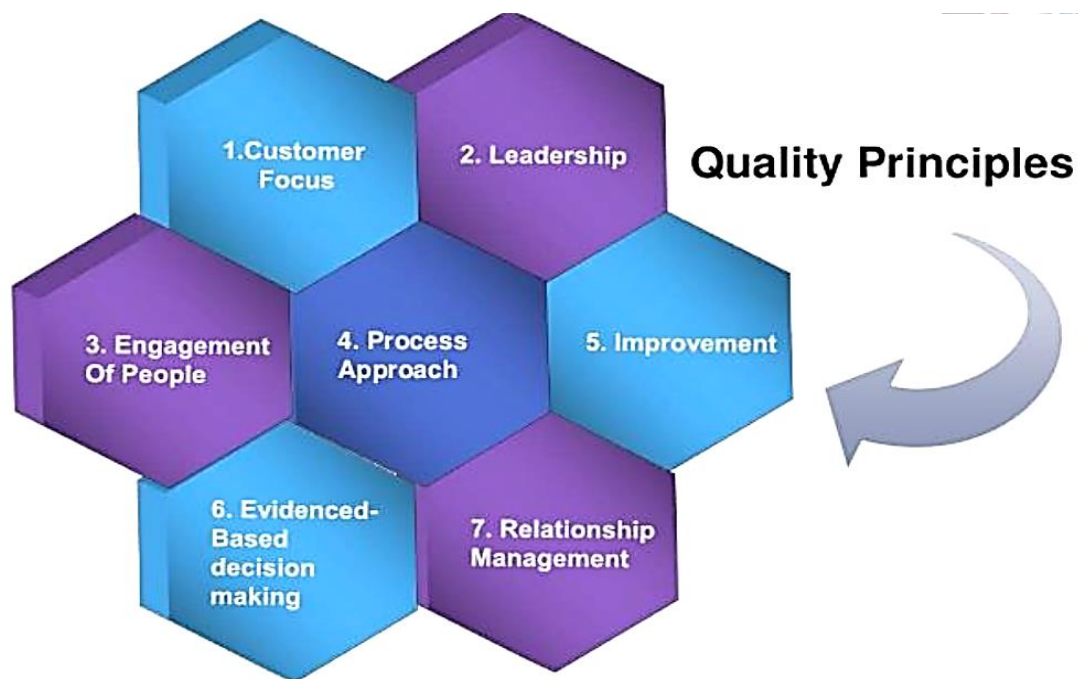 1.Customer
Focus
2. Leadership
Quality Principles
3. Engagement
Of People
4. Process
Approach
5. Improvement
6. Evidenced-
Based
decision
making
7. Relationship
Management